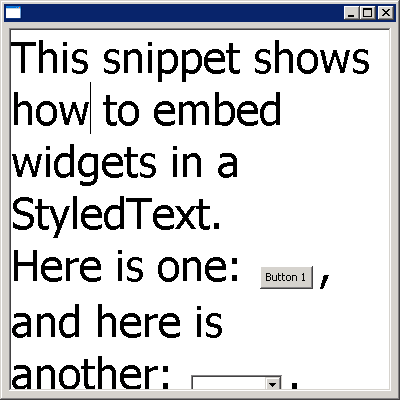 This snippet shows
how to embed
widgets in a
StyledText.
Here is one: Button 1 ,
and here is
another: .